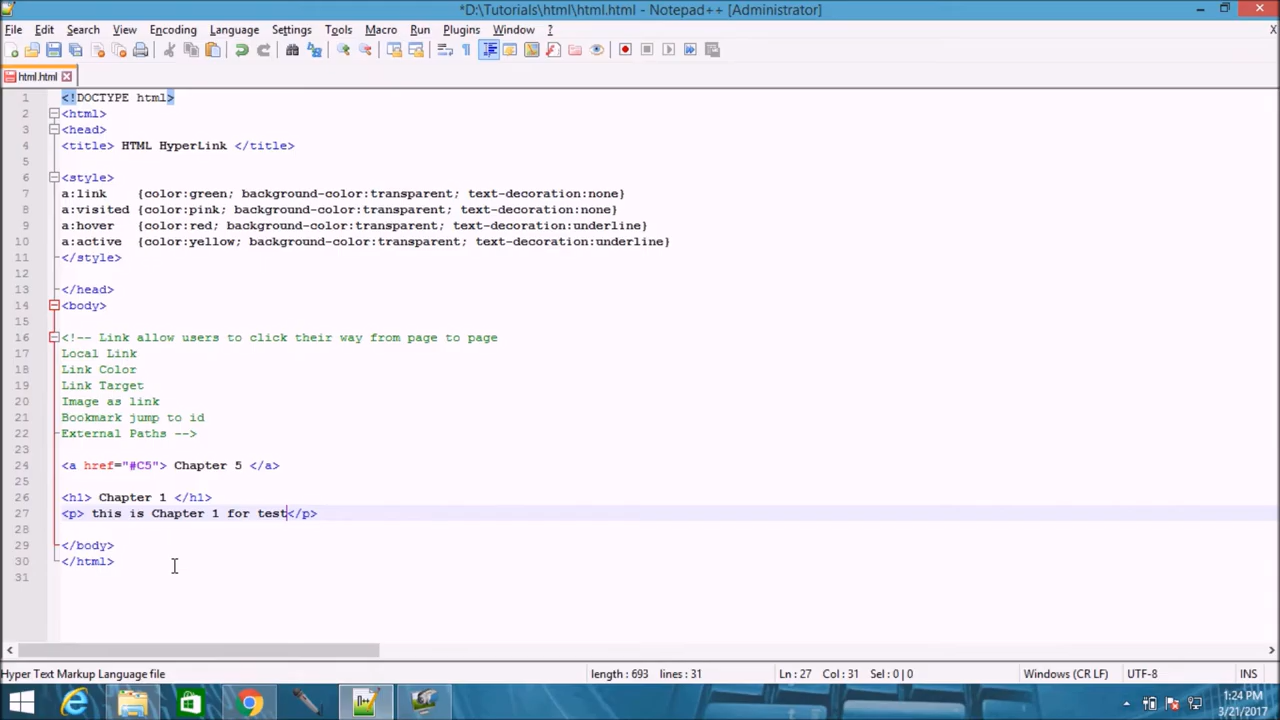 *D:\Tutorials\html\html.html - Notepad++ [Administrator]
File Edit Search View Encoding Language Settings Tools Macro Run Plugins Window ? X
html.html
1 <!DOCTYPE html>
2 <html>
3 <head>
4 <title> HTML HyperLink </title>
5
6 <style>
7 a:link {color:green; background-color:transparent; text-decoration:none}
8 a:visited {color:pink; background-color:transparent; text-decoration:none}
9 a:hover {color:red; background-color:transparent; text-decoration:underline}
10 a:active {color:yellow; background-color:transparent; text-decoration:underline}
11 </style>
12
13 </head>
14 <body>
15
16 <!-- Link allow users to click their way from page to page
17 Local Link
18 Link Color
19 Link Target
20 Image as link
21 Bookmark jump to id
22 External Paths -->
23
24 <a href="#C5"> Chapter 5 </a>
25
26 <h1> Chapter 1 </h1>
27 <p> this is Chapter 1 for test</p>
28
29 </body>
30 </html>
31
Hyper Text Markup Language file length : 693 lines : 31 Ln : 27 Col : 31 Sel : 0 | 0 Windows (CR LF) UTF-8 INS
1:24 PM
3/21/2017